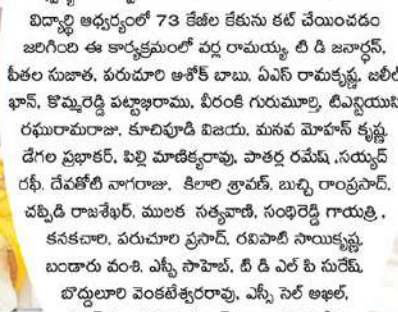 విద్యార్థి ఆధ్వర్యంలో 73 కేజీల కేకును కట్ చేయించడం
జరిగింది ఈ కార్యక్రమంలో వర్ల రామయ్య, టి డి జనార్దన్,
పీతల సుజాత, పరుచూరి అశోక్ బాబు. ఏఎస్ రామకృష్ణ, జలీల్
ఖాన్, కొమ్మారెడ్డి పట్టాభిరాము, వీరంకి గురుమూర్తి, టిఎన్టియుసి
రఘురామరాజు, కూచిపూడి విజయ, మనవ మోహన్ కృష్ణ
డేగల ప్రభాకర్, పిల్లి మాణిక్యరావు, పాతర్ల రమేష్ ,సయ్యద్
రఫీ, దేవతోటి నాగరాజు, కిలారి శ్రావణ్, బుచ్చి రాంప్రసాద్,
చప్పిడి రాజశేఖర్, ములక సత్యవాణి, సంధిరెడ్డి గాయత్రి ,
కనకచారి, పరుచూరి ప్రసాద్, రవిపాటి సాయికృష్ణ,
బండారు వంశి, ఎస్పీ సాహెబ్, టి డి ఎల్ పి సురేష్,
బొద్దులూరి వెంకటేశ్వరరావు, ఎస్సీ సెల్ అఖిల్,